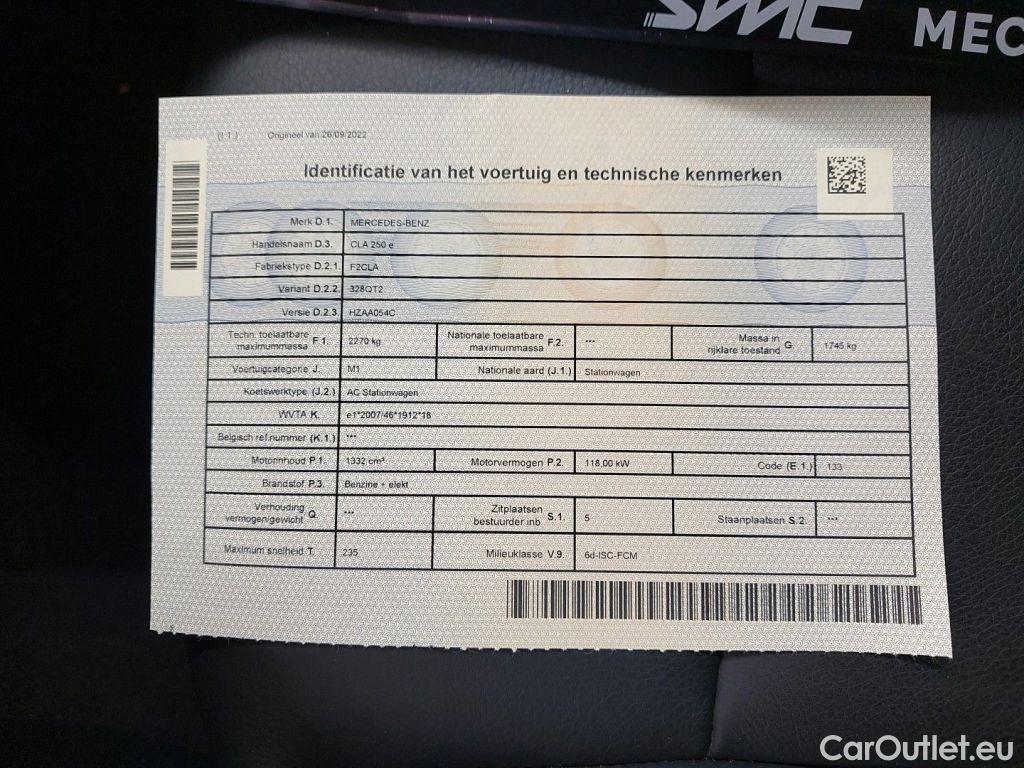 SMC MEC
(I.1.) Origineel van 26/09/2022
Identificatie van het voertuig en technische kenmerken
Merk D.1. MERCEDES-BENZ
Handelsnaam D.3. CLA 250 e
Fabriekstype D.2.1. F2CLA
Variant D.2.2. 328QT2
Versie D.2.3. HZAA054C
Techn. toelaatbare maximummassa F.1. 2270 kg Nationale toelaatbare maximummassa F.2. *** Massa in rijklare toestand G. 1745 kg
Voertuigcategorie J. M1 Nationale aard (J.1.) Stationwagen
Koetswerktype (J.2.) AC Stationwagen
WVTA K. e1*2007/46*1912*18
Belgisch ref.nummer (K.1.) ***
Motorinhoud P.1. 1332 cm³ Motorvermogen P.2. 118,00 kW Code (E.1.) 133
Brandstof P.3. Benzine + elekt
Verhouding vermogen/gewicht Q. *** Zitplaatsen bestuurder inb S.1. 5 Staanplaatsen S.2. ***
Maximum snelheid T. 235 Milieuklasse V.9. 6d-ISC-FCM
CarOutlet.eu